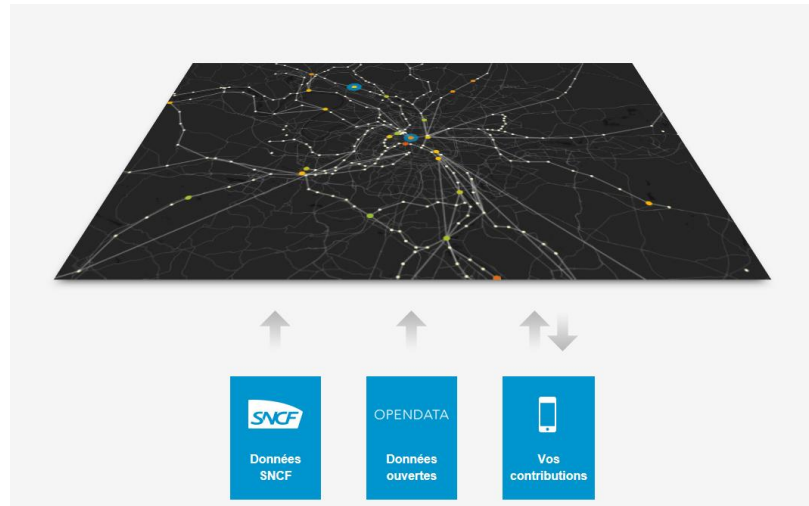 SNCF
Données
SNCF
OPENDATA
Données
ouvertes
Vos
contributions